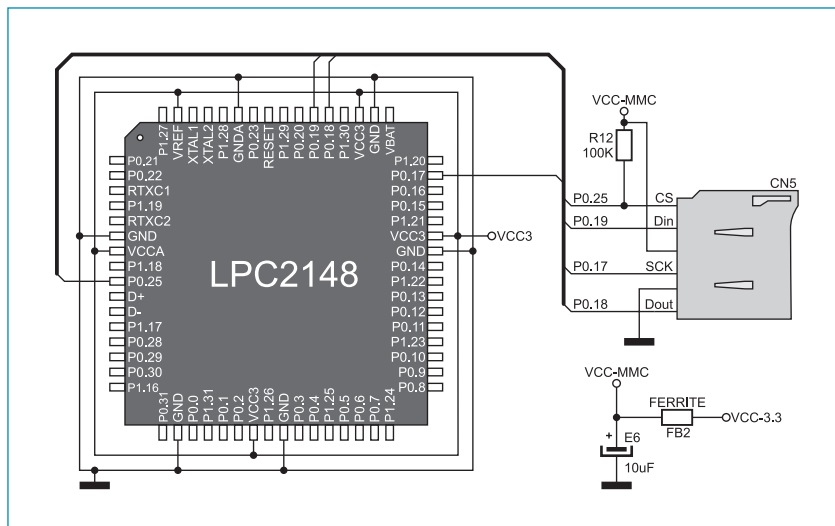 P1.27
VREF
XTAL1
XTAL2
P1.28
GNDA
P0.23
RESET
P1.29
P0.20
P0.19
P0.18
P1.30
VCC3
GND
VBAT
P0.21
P0.22
RTXC1
P1.19
RTXC2
GND
VCCA
P1.18
P0.25
D+
D-
P1.17
P0.28
P0.29
P0.30
P1.16
LPC2148
P1.20
P0.17
P0.16
P0.15
P1.21
VCC3
GND
P0.14
P1.22
P0.13
P0.12
P0.11
P1.23
P0.10
P0.9
P0.8
P0.31
GND
P0.0
P1.31
P0.1
P0.2
VCC3
P1.26
GND
P0.3
P0.4
P1.25
P0.5
P0.6
P0.7
P1.24
VCC3
VCC-MMC
R12
100K
CN5
P0.25 CS
P0.19 Din
P0.17 SCK
P0.18 Dout
VCC-MMC
FERRITE
VCC-3.3
FB2
+ E6
10uF